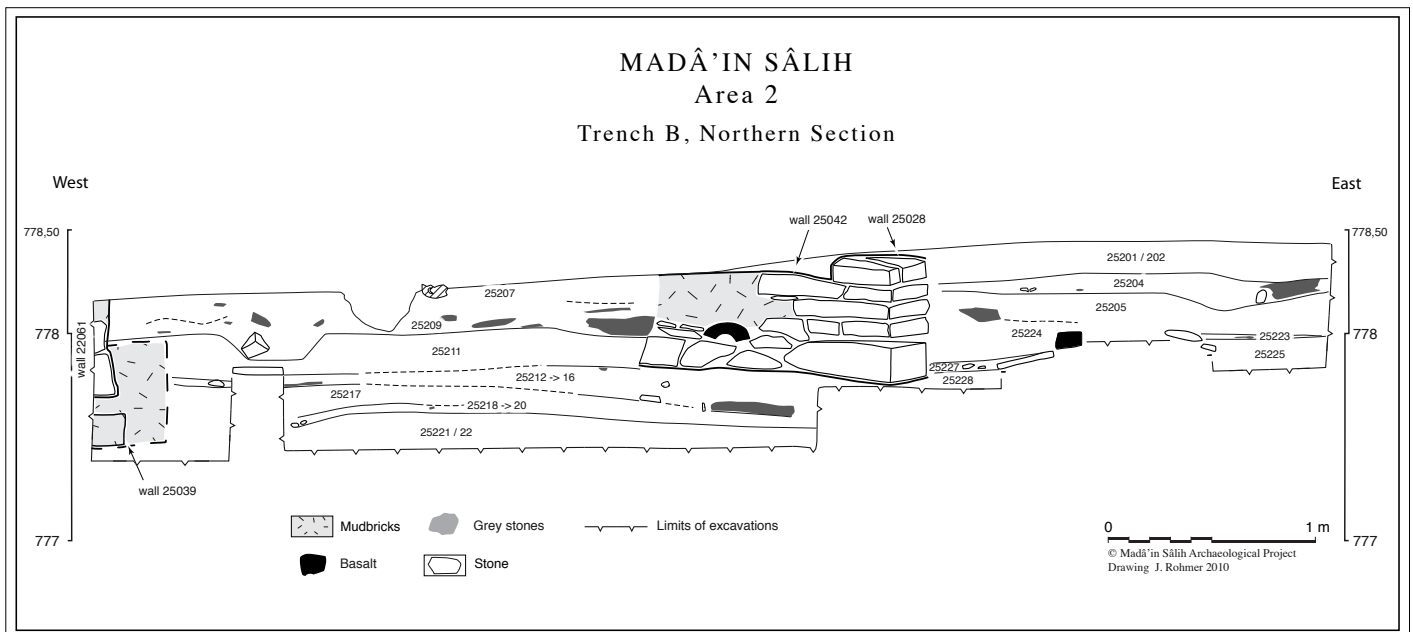 MADÂ’IN SÂLIH
Area 2
Trench B, Northern Section
West
East
778,50
wall 25042
wall 25028
778,50
25201 / 202
25204
25207
25205
25209
25224
778
wall 22061
25211
25223
778
25225
25227
25212 -> 16
25228
25217
25218 -> 20
25221 / 22
wall 25039
Mudbricks
Grey stones
Limits of excavations
0
1 m
777
777
Basalt
Stone
© Madâ’in Sâlih Archaeological Project
Drawing J. Rohmer 2010